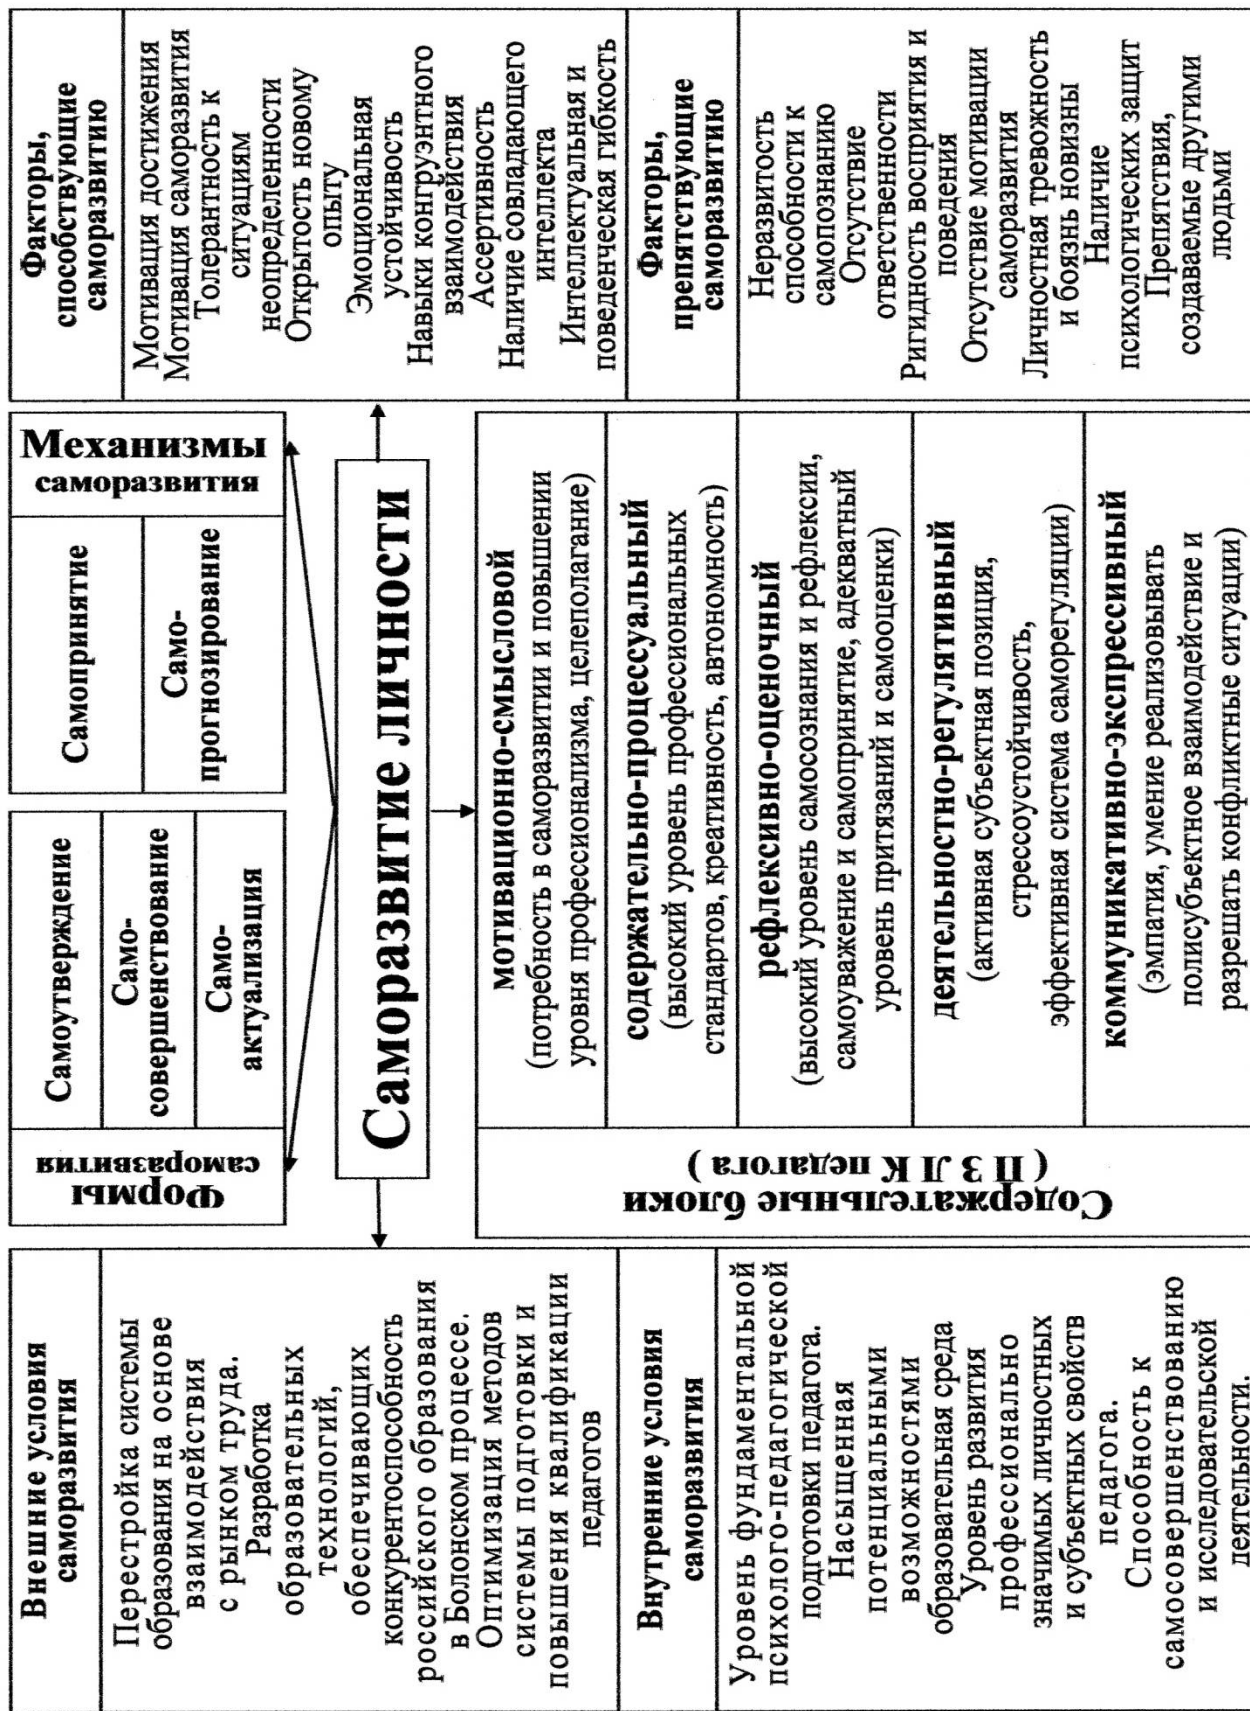 Внешние условия
саморазвития
Перестройка системы
образования на основе
взаимодействия
с рынком труда.
Разработка
образовательных
технологий,
обеспечивающих
конкурентоспособность
российского образования
в Болонском процессе.
Оптимизация методов
системы подготовки и
повышения квалификации
педагогов
Внутренние условия
саморазвития
Уровень фундаментальной
психолого-педагогической
подготовки педагога.
Насыщенная
потенциальными
возможностями
образовательная среда
Уровень развития
профессионально
значимых личностных
и субъектных свойств
педагога.
Способность к
самосовершенствованию
и исследовательской
деятельности.
Формы
саморазвития
Самоутверждение
Само-
совершенствование
Само-
актуализация
Механизмы
саморазвития
Самопринятие
Само-
прогнозирование
Саморазвитие личности
Содержательные блоки
( П З Л К педагога )
мотивационно-смысловой
(потребность в саморазвитии и повышении
уровня профессионализма, целеполагание)
содержательно-процессуальный
(высокий уровень профессиональных
стандартов, креативность, автономность)
рефлексивно-оценочный
(высокий уровень самосознания и рефлексии,
самоуважение и самопринятие, адекватный
уровень притязаний и самооценки)
деятельностно-регулятивный
(активная субъектная позиция,
стрессоустойчивость,
эффективная система саморегуляции)
коммуникативно-экспрессивный
(эмпатия, умение реализовывать
полисубъектное взаимодействие и
разрешать конфликтные ситуации)
Факторы,
способствующие
саморазвитию
Мотивация достижения
Мотивация саморазвития
Толерантность к
ситуациям
неопределенности
Открытость новому
опыту
Эмоциональная
устойчивость
Навыки конгруэнтного
взаимодействия
Ассертивность
Наличие совладающего
интеллекта
Интеллектуальная и
поведенческая гибкость
Факторы,
препятствующие
саморазвитию
Неразвитость
способности к
самопознанию
Отсутствие
ответственности
Ригидность восприятия и
поведения
Отсутствие мотивации
саморазвития
Личностная тревожность
и боязнь новизны
Наличие
психологических защит
Препятствия,
создаваемые другими
людьми